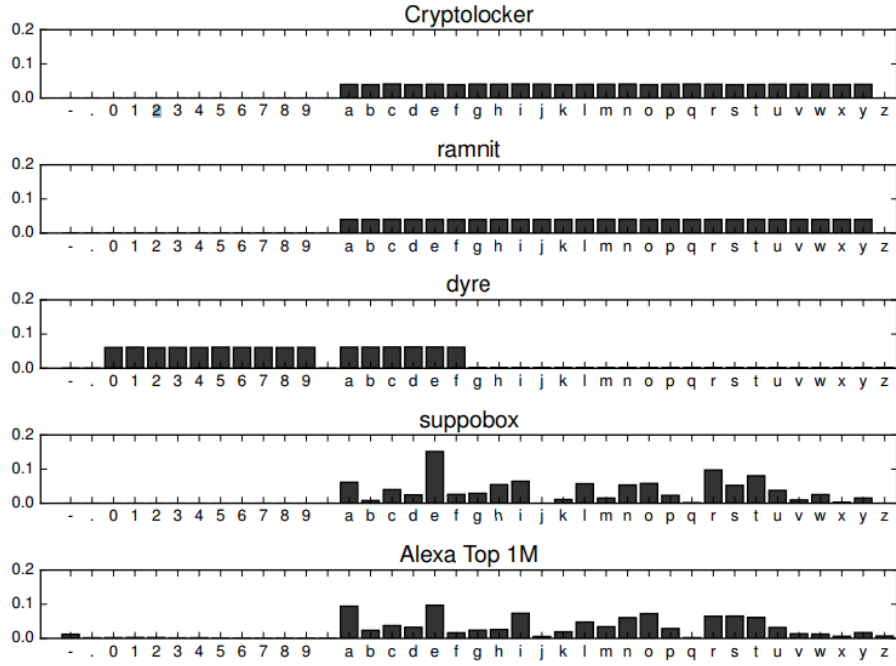 Cryptolocker
0.2
0.1
0.0
- . 0 1 2 3 4 5 6 7 8 9 a b c d e f g h i j k l m n o p q r s t u v w x y z
ramnit
0.2
0.1
0.0
- . 0 1 2 3 4 5 6 7 8 9 a b c d e f g h i j k l m n o p q r s t u v w x y z
dyre
0.2
0.1
0.0
- . 0 1 2 3 4 5 6 7 8 9 a b c d e f g h i j k l m n o p q r s t u v w x y z
suppobox
0.2
0.1
0.0
- . 0 1 2 3 4 5 6 7 8 9 a b c d e f g h i j k l m n o p q r s t u v w x y z
Alexa Top 1M
0.2
0.1
0.0
- . 0 1 2 3 4 5 6 7 8 9 a b c d e f g h i j k l m n o p q r s t u v w x y z